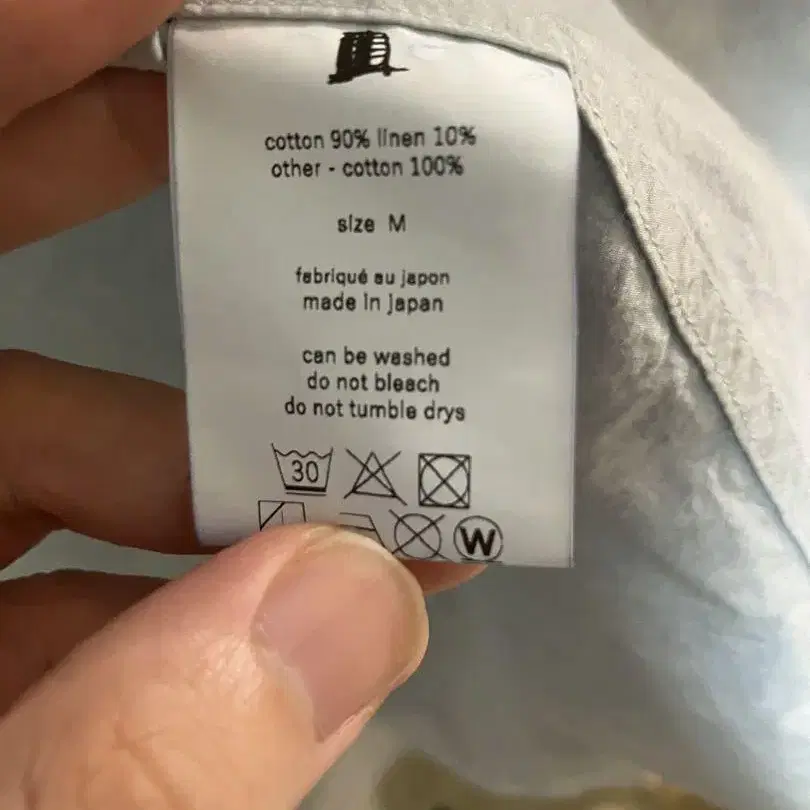 cotton 90% linen 10%
other - cotton 100%
size M
fabriqué au japon
made in japan
can be washed
do not bleach
do not tumble drys
30
W